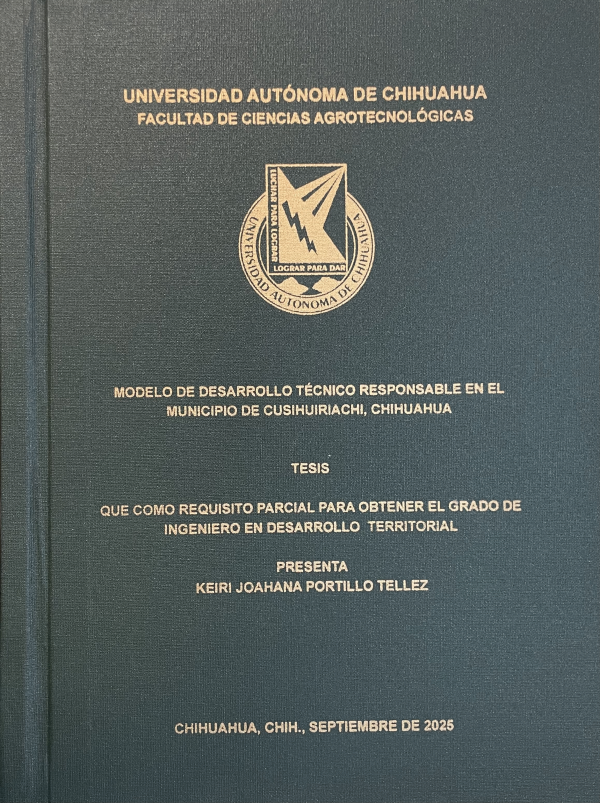 UNIVERSIDAD AUTÓNOMA DE CHIHUAHUA
FACULTAD DE CIENCIAS AGROTECNOLÓGICAS
LUCHAR PARA LOGRAR
LOGRAR PARA DAR
UNIVERSIDAD AUTONOMA DE CHIHUAHUA
MODELO DE DESARROLLO TÉCNICO RESPONSABLE EN EL
MUNICIPIO DE CUSIHUIRIACHI, CHIHUAHUA
TESIS
QUE COMO REQUISITO PARCIAL PARA OBTENER EL GRADO DE
INGENIERO EN DESARROLLO TERRITORIAL
PRESENTA
KEIRI JOAHANA PORTILLO TELLEZ
CHIHUAHUA, CHIH., SEPTIEMBRE DE 2025